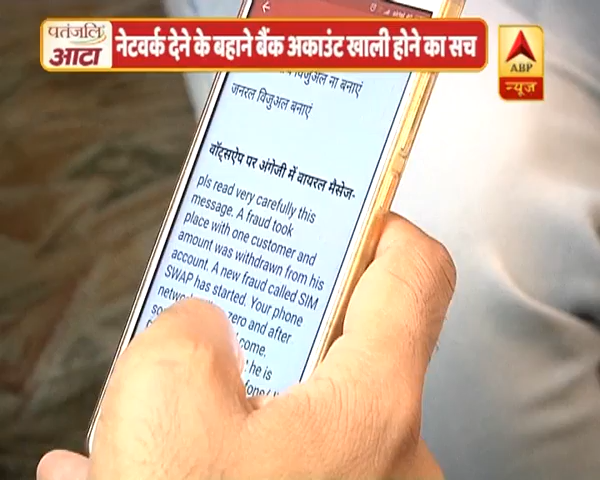 पतंजलि
आटा
नेटवर्क देने के बहाने बैंक अकाउंट खाली होने का सच
ABP
न्यूज़
विजुअल ना बनाएं
जनरल विजुअल बनाएं
वॉट्सऐप पर अंग्रेजी में वायरल मैसेज-
pls read very carefully this
message. A fraud took
place with one customer and
amount was withdrawn from his
account. A new fraud called SIM
SWAP has started. Your phone
zero and after
come.
he is